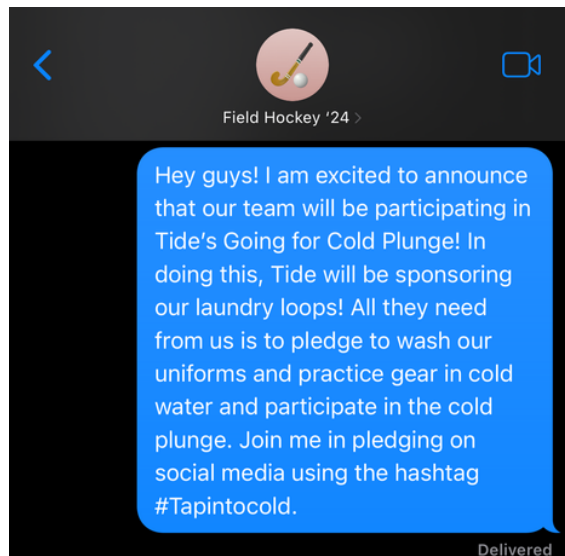 Field Hockey '24
Hey guys! I am excited to announce
that our team will be participating in
Tide's Going for Cold Plunge! In
doing this, Tide will be sponsoring
our laundry loops! All they need
from us is to pledge to wash our
uniforms and practice gear in cold
water and participate in the cold
plunge. Join me in pledging on
social media using the hashtag
#Tapintocold.
Delivered